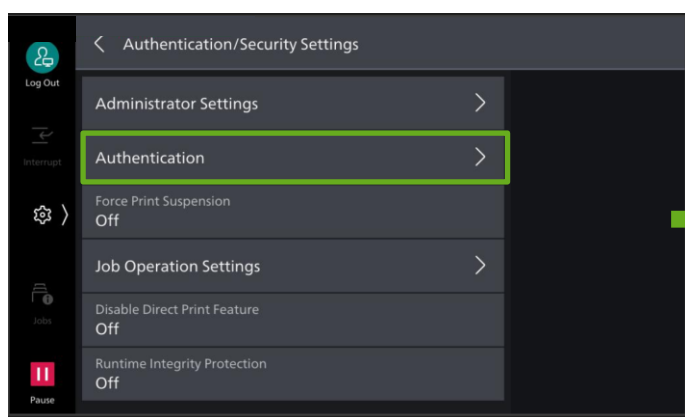 Authentication/Security Settings
Log Out
Interrupt
Jobs
Pause
Administrator Settings
Authentication
Force Print Suspension
Off
Job Operation Settings
Disable Direct Print Feature
Off
Runtime Integrity Protection
Off